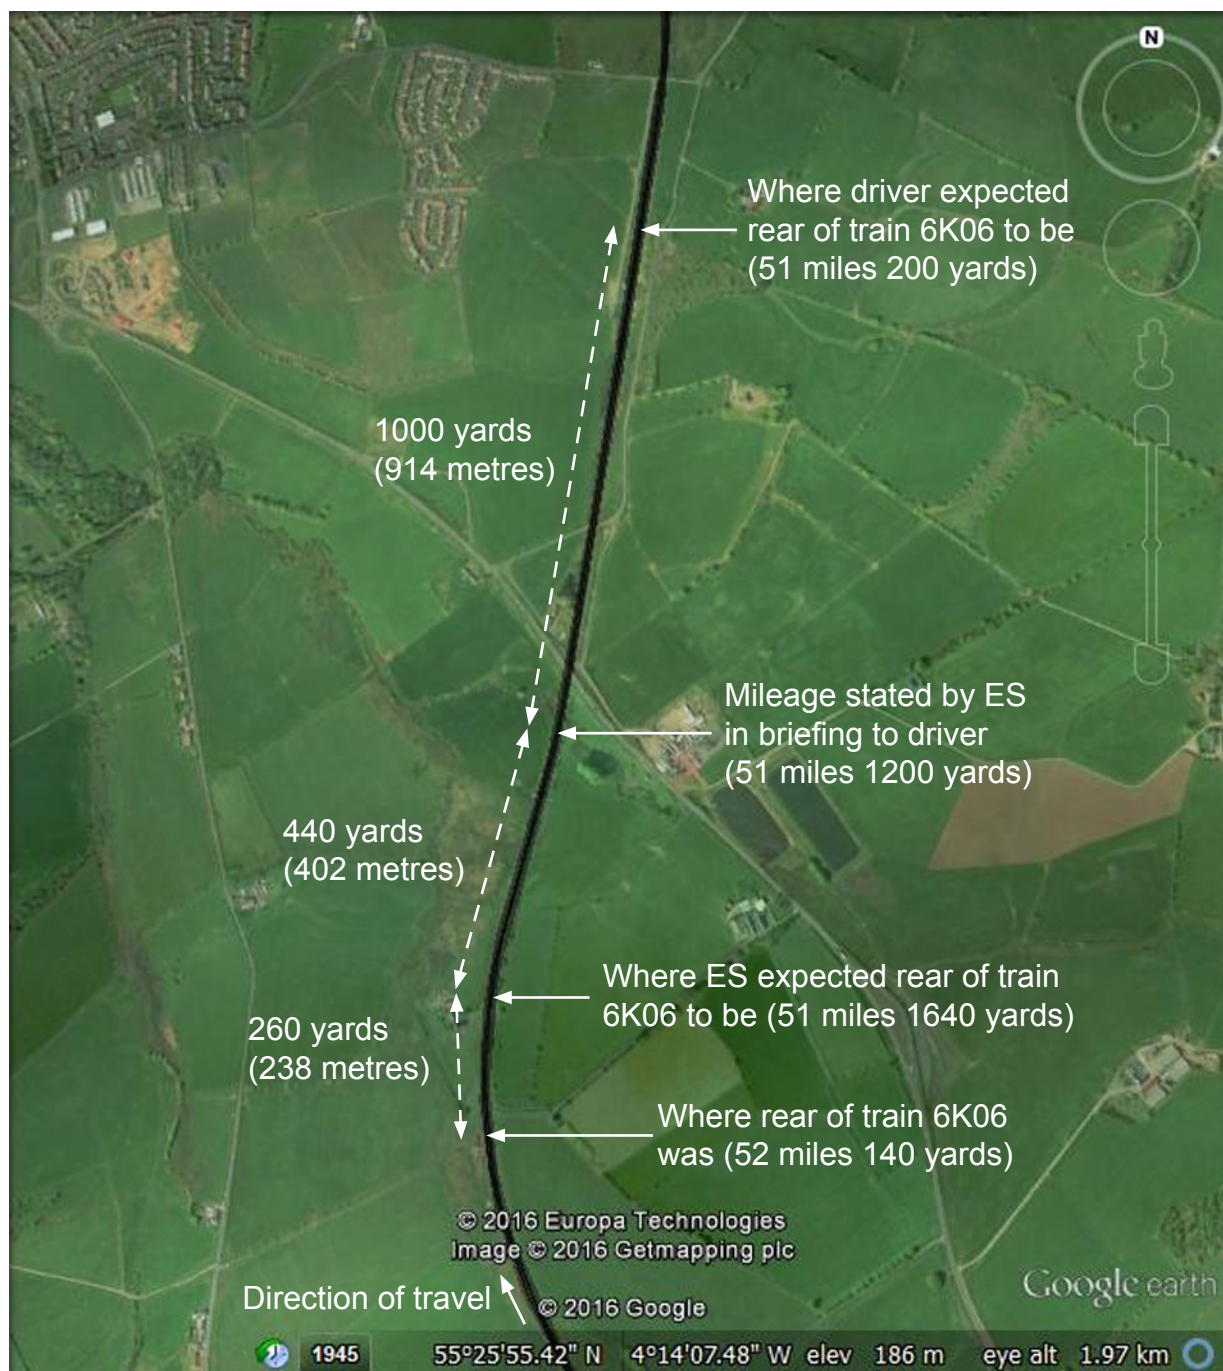 N
Where driver expected
rear of train 6K06 to be
(51 miles 200 yards)
1000 yards
(914 metres)
Mileage stated by ES
in briefing to driver
(51 miles 1200 yards)
440 yards
(402 metres)
Where ES expected rear of train
6K06 to be (51 miles 1640 yards)
260 yards
(238 metres)
Where rear of train 6K06
was (52 miles 140 yards)
© 2016 Europa Technologies
Image © 2016 Getmapping plc
Google earth
Direction of travel
© 2016 Google
1945 55°25'55.42" N 4°14'07.48" W elev 186 m eye alt 1.97 km